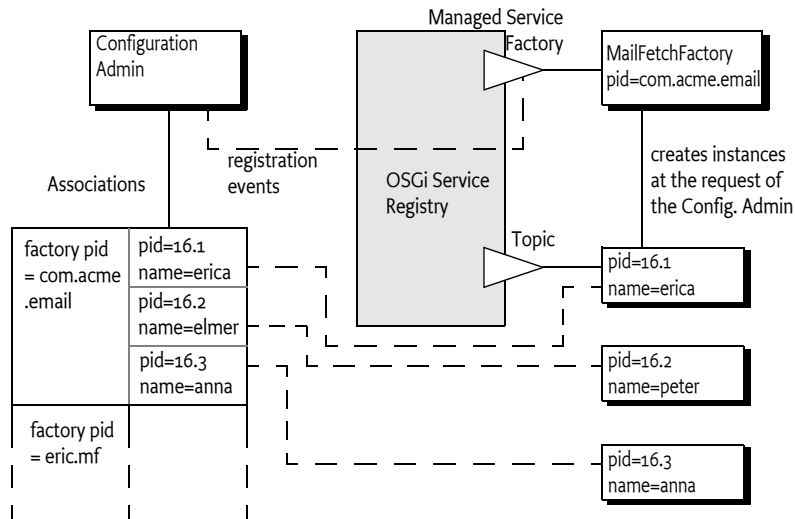 Managed Service
Factory
Configuration
Admin
MailFetchFactory
pid=com.acme.email
registration
events
creates instances
at the request of
the Config. Admin
Associations
OSGi Service
Registry
factory pid
= com.acme
.email
pid=16.1
name=erica
Topic
pid=16.1
name=erica
pid=16.2
name=elmer
pid=16.3
name=anna
pid=16.2
name=peter
factory pid
= eric.mf
pid=16.3
name=anna